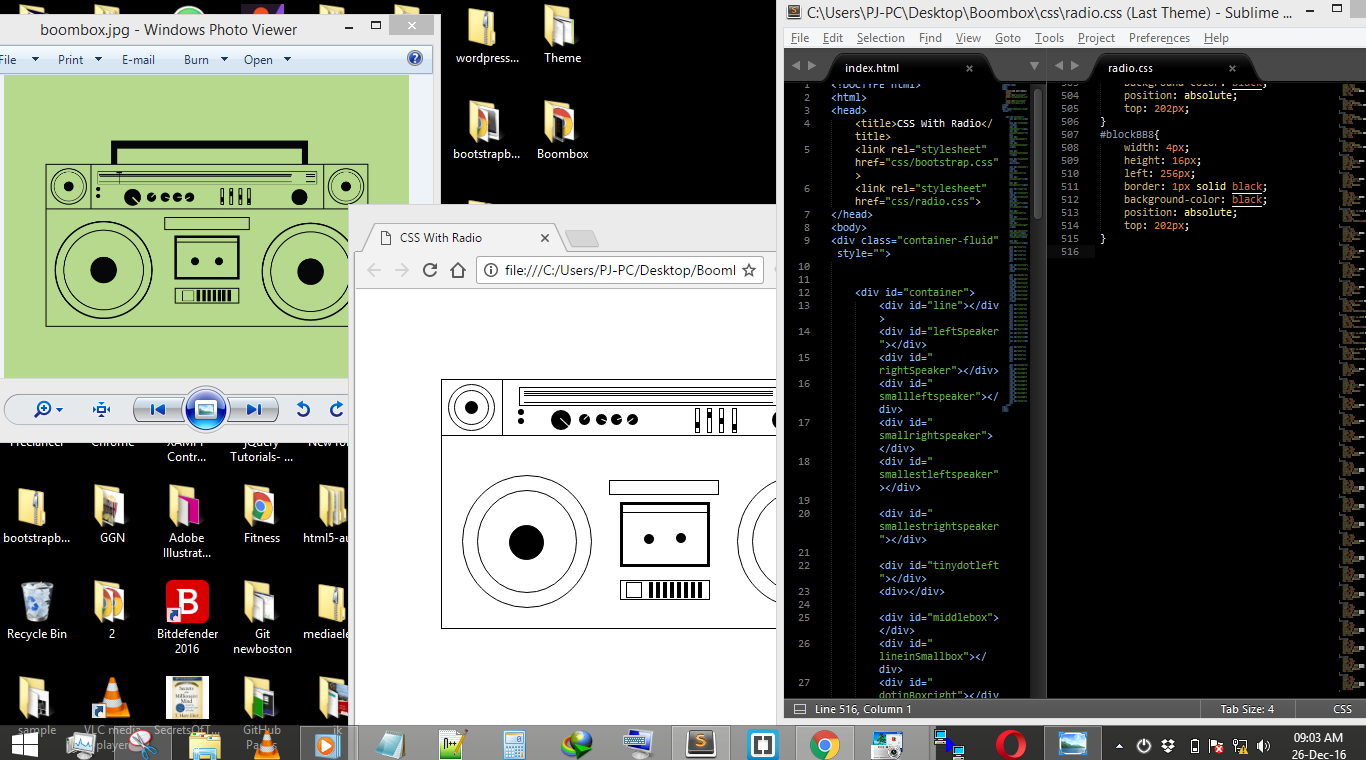 boombox.jpg - Windows Photo Viewer
File Print E-mail Burn Open
wordpress...
Theme
bootstrapb...
Boombox
CSS With Radio
file:///C:/Users/PJ-PC/Desktop/Booml
C:\Users\PJ-PC\Desktop\Boombox\css\radio.css (Last Theme) - Sublime ...
File Edit Selection Find View Goto Tools Project Preferences Help
index.html
radio.css
1 <!DOCTYPE html>
2 <html>
3 <head>
4 <title>CSS With Radio</
title>
5 <link rel="stylesheet"
href="css/bootstrap.css"
>
6 <link rel="stylesheet"
href="css/radio.css">
7 </head>
8 <body>
9 <div class="container-fluid"
style="">
10
11
12 <div id="container">
13 <div id="line"></div
>
14 <div id="leftSpeaker
"></div>
15 <div id="
rightSpeaker"></div>
16 <div id="
smallleftspeaker"></
div>
17 <div id="
smallrightspeaker">
</div>
18 <div id="
smallestleftspeaker"
></div>
19
20 <div id="
smallestrightspeaker
"></div>
21
22 <div id="tinydotleft
"></div>
23 <div></div>
24
25 <div id="middlebox">
</div>
26 <div id="
lineinSmallbox"></
div>
27 <div id="
dotinBoxright"></div
503 background-color: black;
504 position: absolute;
505 top: 202px;
506 }
507 #blockBB8{
508 width: 4px;
509 height: 16px;
510 left: 256px;
511 border: 1px solid black;
512 background-color: black;
513 position: absolute;
514 top: 202px;
515 }
516
Line 516, Column 1
Tab Size: 4
CSS
Freelancer
Chrome
XAMPP
Contr...
jQuery
Tutorials- ...
bootstrapb...
GGN
Adobe
Illustrat...
Fitness
html5-au
Recycle Bin
2
Bitdefender
2016
Git
newboston
mediaele
sample
VLC media
player
SecretsOfT...
GitHub
09:03 AM
26-Dec-16